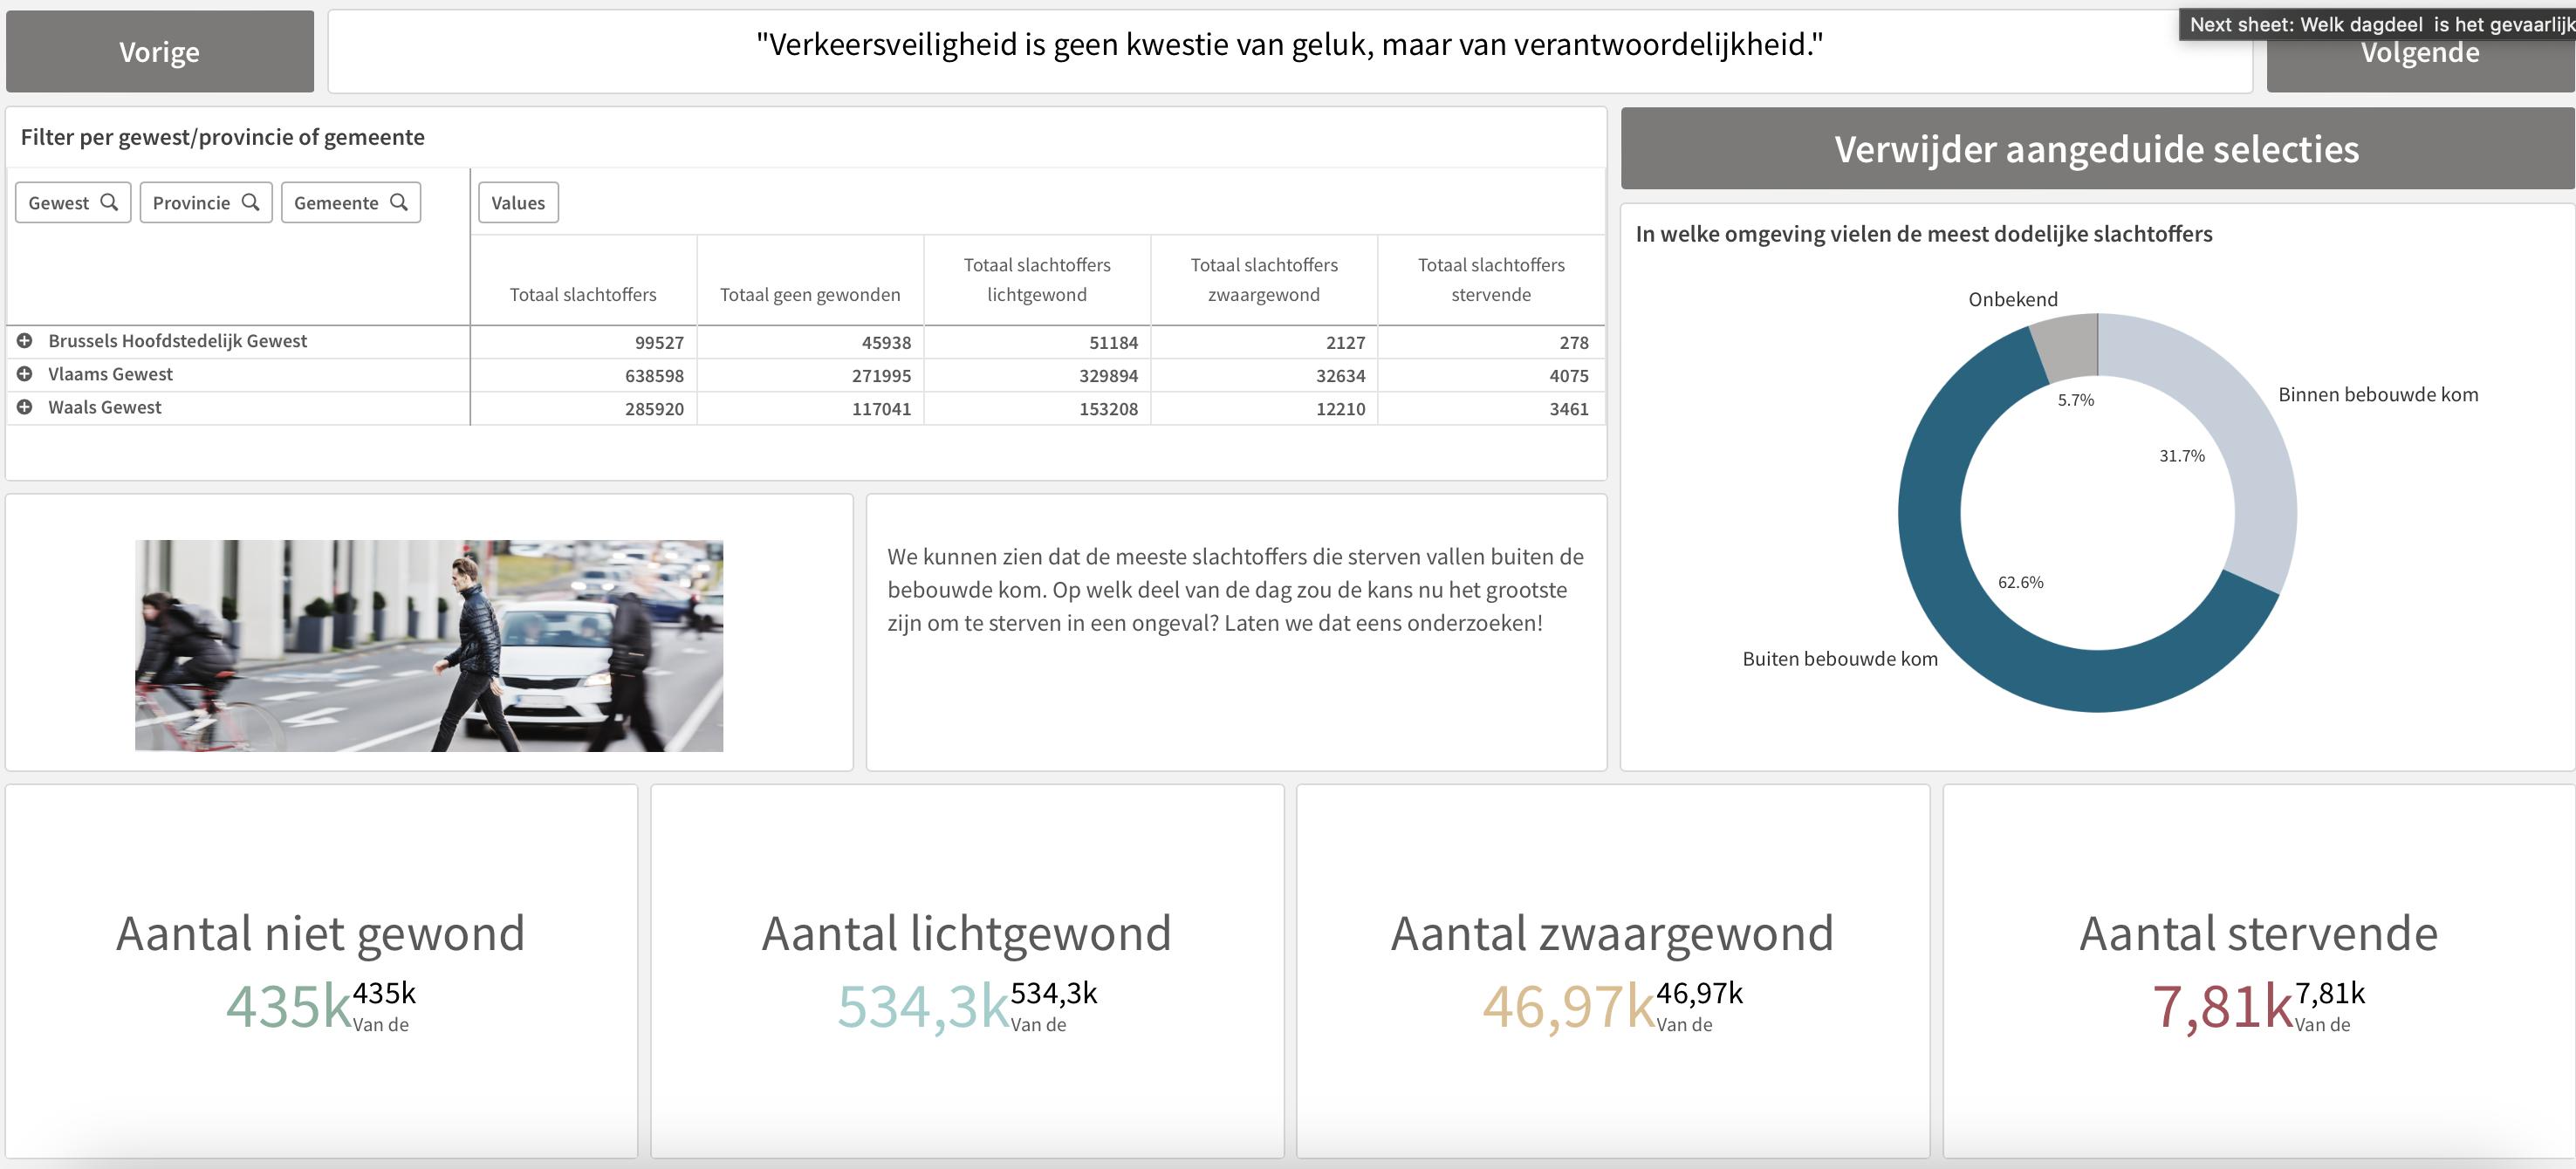 Vorige
"Verkeersveiligheid is geen kwestie van geluk, maar van verantwoordelijkheid."
Next sheet: Welk dagdeel  is het gevaarlijk
Volgende
Filter per gewest/provincie of gemeente
Gewest
Provincie
Gemeente
Values
Totaal slachtoffers
Totaal geen gewonden
Totaal slachtoffers
lichtgewond
Totaal slachtoffers
zwaargewond
Totaal slachtoffers
stervende
Brussels Hoofdstedelijk Gewest 99527 45938 51184 2127 278
Vlaams Gewest 638598 271995 329894 32634 4075
Waals Gewest 285920 117041 153208 12210 3461
Verwijder aangeduide selecties
In welke omgeving vielen de meest dodelijke slachtoffers
Onbekend
5.7%
Binnen bebouwde kom
31.7%
62.6%
Buiten bebouwde kom
We kunnen zien dat de meeste slachtoffers die sterven vallen buiten de
bebouwde kom. Op welk deel van de dag zou de kans nu het grootste
zijn om te sterven in een ongeval? Laten we dat eens onderzoeken!
Aantal niet gewond
435k 435k
Van de
Aantal lichtgewond
534,3k 534,3k
Van de
Aantal zwaargewond
46,97k 46,97k
Van de
Aantal stervende
7,81k 7,81k
Van de